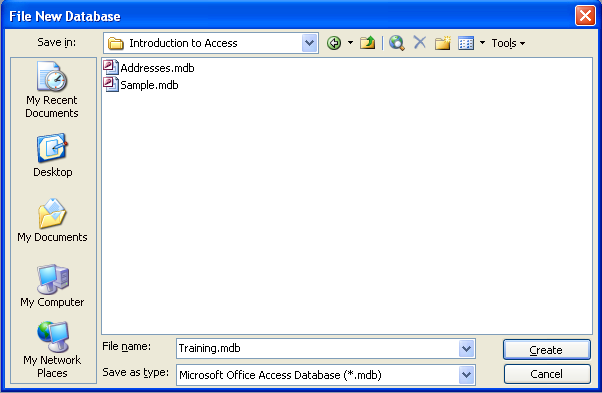 File New Database
Save in:
Introduction to Access
Tools
Addresses.mdb
Sample.mdb
My Recent
Documents
Desktop
My Documents
My Computer
My Network
Places
File name:
Training.mdb
Create
Save as type:
Microsoft Office Access Database (*.mdb)
Cancel